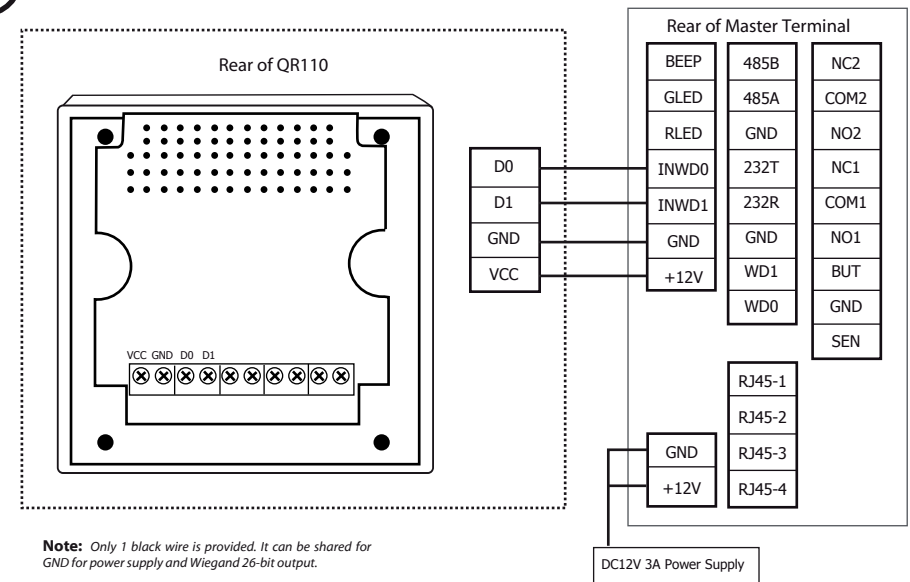 Rear of QR110
VCC GND D0 D1
D0
D1
GND
VCC
Rear of Master Terminal
BEEP
GLED
RLED
INWD0
INWD1
GND
+12V
485B
485A
GND
232T
232R
GND
WD1
WD0
NC2
COM2
NO2
NC1
COM1
NO1
BUT
GND
SEN
RJ45-1
RJ45-2
RJ45-3
RJ45-4
GND
+12V
DC12V 3A Power Supply
Note: Only 1 black wire is provided. It can be shared for
GND for power supply and Wiegand 26-bit output.